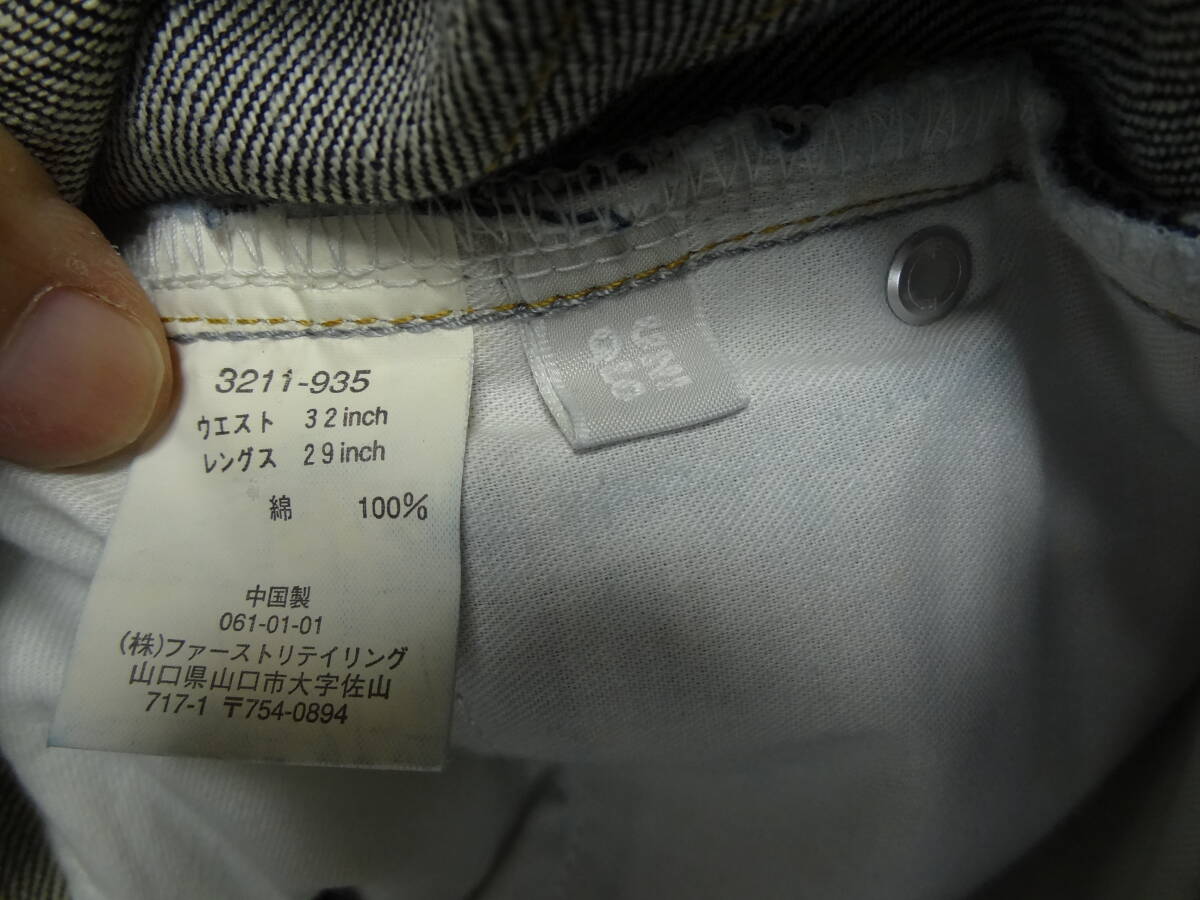 3211-935
ウエスト 32inch
レングス 29inch
綿 100%
中国製
061-01-01
(株)ファーストリテイリング
山口県山口市大字佐山
717-1 〒754-0894
UNI
QLO